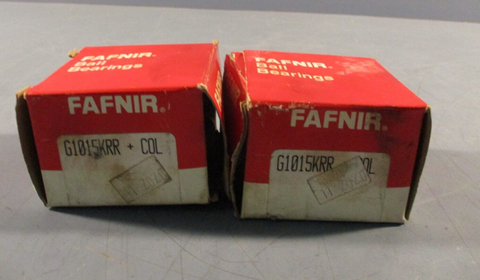 FAFNIR®
Ball
Bearings
FAFNIR®
G1015KRR + COL
FAFNIR®
Ball
Bearings
FAFNIR®
G1015KRR COL